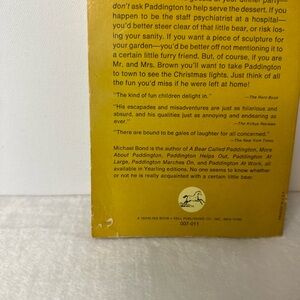 don't ask Paddington to help serve the dessert. If you
happen to be the staff psychiatrist at a hospital—
you'd better steer clear of that little bear, or risk los-
ing your sanity. If you want a piece of sculpture for
your garden—you'd be better off not mentioning it to
a certain little furry friend. But, of course, if you are
Mr. and Mrs. Brown you'll want to take Paddington
to town to see the Christmas lights. Just think of all
the fun you'd miss if he were left at home!
"The kind of fun children delight in."
—The Horn Book
"His escapades and misadventures are just as hilarious and
absurd, and his qualities just as annoying and endearing as
ever."
—The Kirkus Reviews
"There are bound to be gales of laughter for all concerned."
—The New York Times
Michael Bond is the author of A Bear Called Paddington, More
About Paddington, Paddington Helps Out, Paddington At
Large, Paddington Marches On, and Paddington At Work, all
available in Yearling editions. No one seems to know whether
or not he is really acquainted with a certain little bear.
A YEARLING BOOK • DELL PUBLISHING CO., INC., NEW YORK